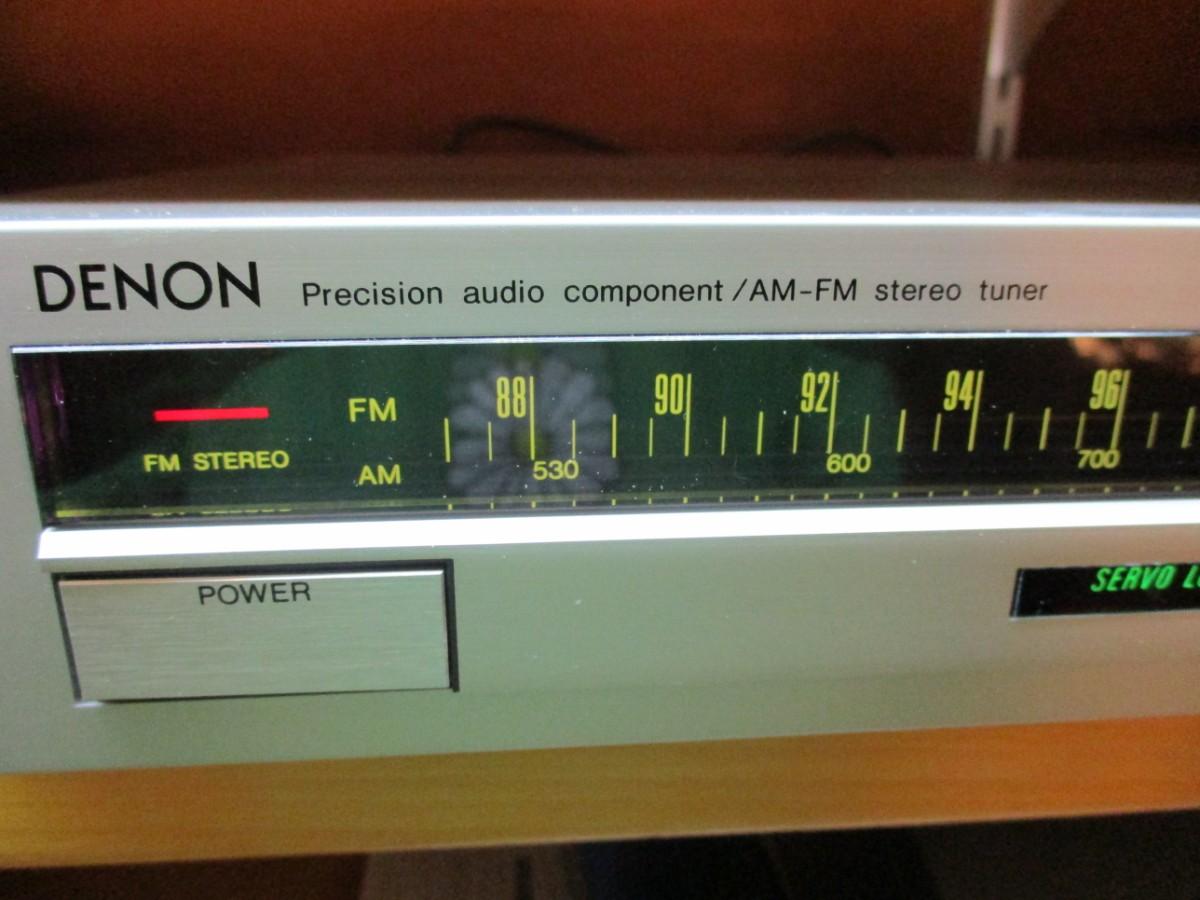 DENON Precision audio component/AM-FM stereo tuner
FM 88 90 92 94 96
FM STEREO
AM 530 600 700
POWER
SERVO